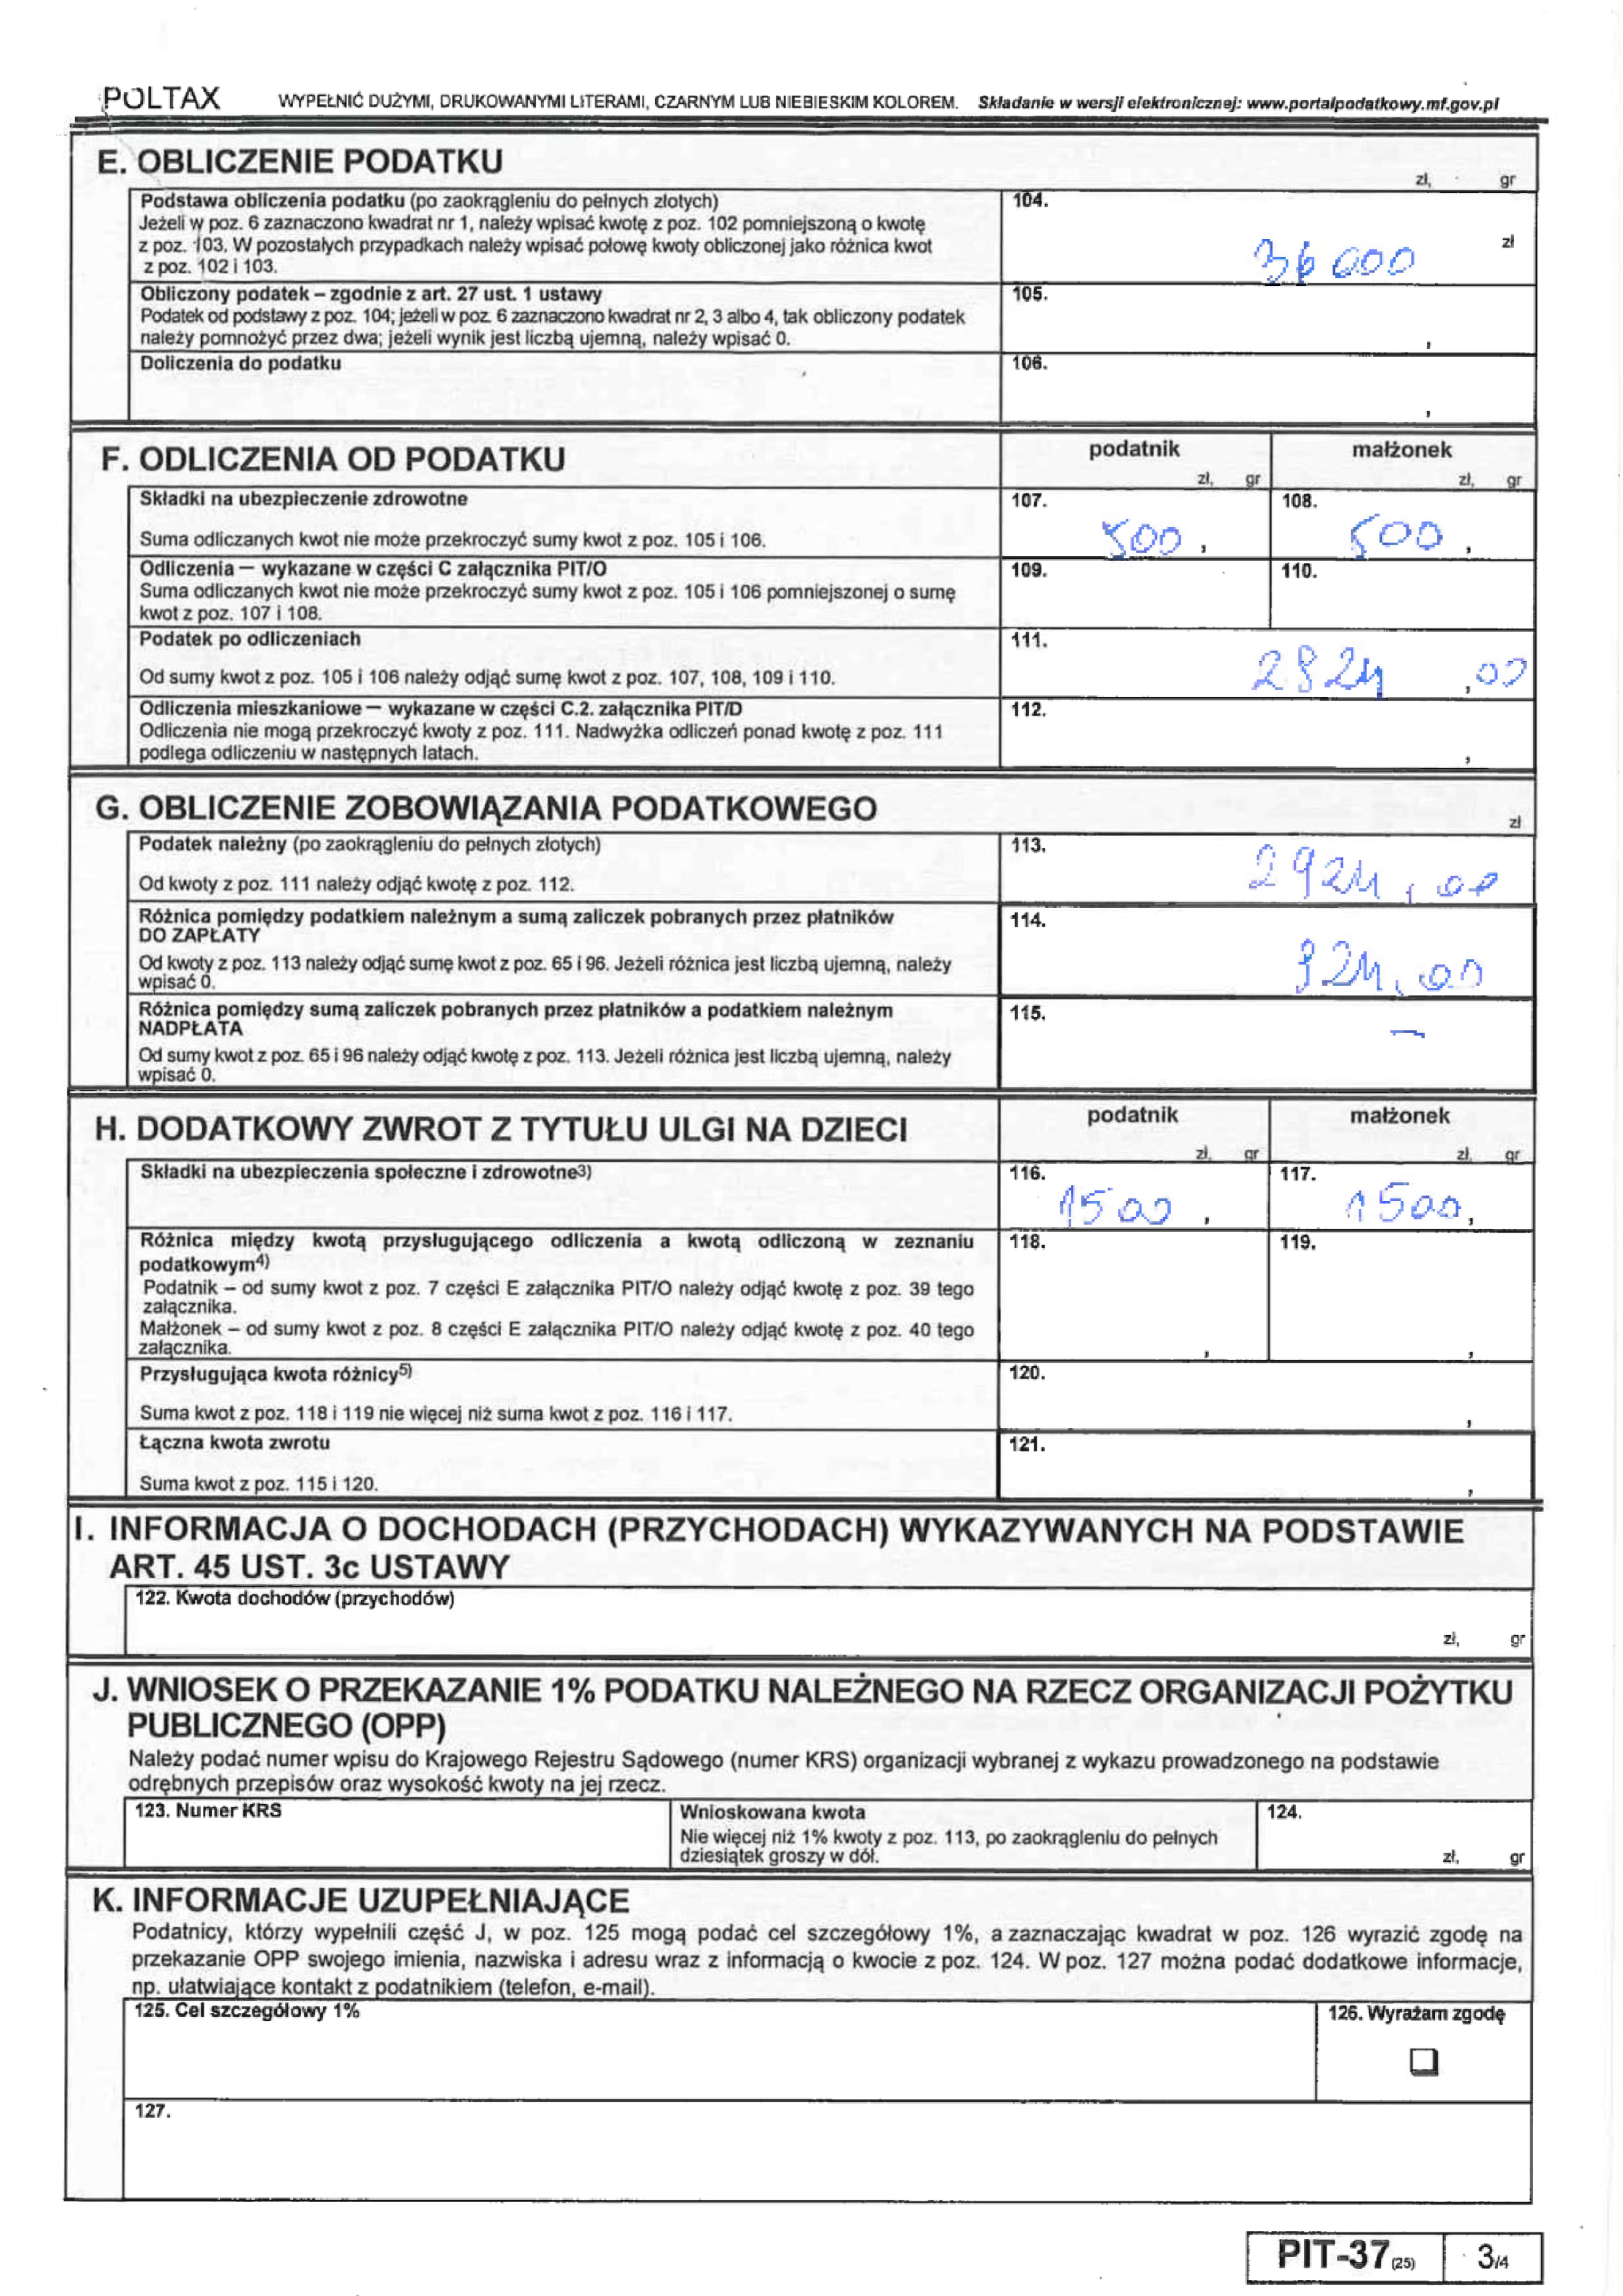 POLTAX WYPEŁNIĆ DUŻYMI, DRUKOWANYMI LITERAMI, CZARNYM LUB NIEBIESKIM KOLOREM. Składanie w wersji elektronicznej: www.portalpodatkowy.mf.gov.pl
E. OBLICZENIE PODATKU
zł, gr
Podstawa obliczenia podatku (po zaokrągleniu do pełnych złotych) 104.
Jeżeli w poz. 6 zaznaczono kwadrat nr 1, należy wpisać kwotę z poz. 102 pomniejszoną o kwotę
z poz. 103. W pozostałych przypadkach należy wpisać połowę kwoty obliczonej jako różnica kwot zł
z poz. 102 i 103. 36 000
Obliczony podatek – zgodnie z art. 27 ust. 1 ustawy 105.
Podatek od podstawy z poz. 104; jeżeli w poz. 6 zaznaczono kwadrat nr 2, 3 albo 4, tak obliczony podatek
należy pomnożyć przez dwa; jeżeli wynik jest liczbą ujemną, należy wpisać 0. ,
Doliczenia do podatku 106.
,
F. ODLICZENIA OD PODATKU podatnik małżonek
zł, gr zł, gr
Składki na ubezpieczenie zdrowotne 107. 108.
Suma odliczanych kwot nie może przekroczyć sumy kwot z poz. 105 i 106. 500 , 500 ,
Odliczenia – wykazane w części C załącznika PIT/O 109. 110.
Suma odliczanych kwot nie może przekroczyć sumy kwot z poz. 105 i 106 pomniejszonej o sumę
kwot z poz. 107 i 108.
Podatek po odliczeniach 111.
Od sumy kwot z poz. 105 i 106 należy odjąć sumę kwot z poz. 107, 108, 109 i 110. 2824 ,00
Odliczenia mieszkaniowe – wykazane w części C.2. załącznika PIT/D 112.
Odliczenia nie mogą przekroczyć kwoty z poz. 111. Nadwyżka odliczeń ponad kwotę z poz. 111
podlega odliczeniu w następnych latach. ,
G. OBLICZENIE ZOBOWIĄZANIA PODATKOWEGO
zł
Podatek należny (po zaokrągleniu do pełnych złotych) 113.
Od kwoty z poz. 111 należy odjąć kwotę z poz. 112. 2924,00
Różnica pomiędzy podatkiem należnym a sumą zaliczek pobranych przez płatników 114.
DO ZAPŁATY
Od kwoty z poz. 113 należy odjąć sumę kwot z poz. 65 i 96. Jeżeli różnica jest liczbą ujemną, należy
wpisać 0.
Różnica pomiędzy sumą zaliczek pobranych przez płatników a podatkiem należnym 115.
NADPŁATA –
Od sumy kwot z poz. 65 i 96 należy odjąć kwotę z poz. 113. Jeżeli różnica jest liczbą ujemną, należy
wpisać 0.
H. DODATKOWY ZWROT Z TYTUŁU ULGI NA DZIECI podatnik małżonek
zł, gr zł, gr
Składki na ubezpieczenia społeczne i zdrowotne3) 116. 117.
1500 , 1500,
Różnica między kwotą przysługującego odliczenia a kwotą odliczoną w zeznaniu 118. 119.
podatkowym4)
Podatnik – od sumy kwot z poz. 7 części E załącznika PIT/O należy odjąć kwotę z poz. 39 tego
załącznika.
Małżonek – od sumy kwot z poz. 8 części E załącznika PIT/O należy odjąć kwotę z poz. 40 tego
załącznika. , ,
Przysługująca kwota różnicy5) 120.
Suma kwot z poz. 118 i 119 nie więcej niż suma kwot z poz. 116 i 117. ,
Łączna kwota zwrotu 121.
Suma kwot z poz. 115 i 120. ,
I. INFORMACJA O DOCHODACH (PRZYCHODACH) WYKAZYWANYCH NA PODSTAWIE
ART. 45 UST. 3c USTAWY
122. Kwota dochodów (przychodów)
zł, gr
J. WNIOSEK O PRZEKAZANIE 1% PODATKU NALEŻNEGO NA RZECZ ORGANIZACJI POŻYTKU
PUBLICZNEGO (OPP)
Należy podać numer wpisu do Krajowego Rejestru Sądowego (numer KRS) organizacji wybranej z wykazu prowadzonego na podstawie
odrębnych przepisów oraz wysokość kwoty na jej rzecz.
123. Numer KRS Wnioskowana kwota 124.
Nie więcej niż 1% kwoty z poz. 113, po zaokrągleniu do pełnych
dziesiątek groszy w dół. zł, gr
K. INFORMACJE UZUPEŁNIAJĄCE
Podatnicy, którzy wypełnili część J, w poz. 125 mogą podać cel szczegółowy 1%, a zaznaczając kwadrat w poz. 126 wyrazić zgodę na
przekazanie OPP swojego imienia, nazwiska i adresu wraz z informacją o kwocie z poz. 124. W poz. 127 można podać dodatkowe informacje,
np. ułatwiające kontakt z podatnikiem (telefon, e-mail).
125. Cel szczegółowy 1% 126. Wyrażam zgodę
127.
PIT-37 (25) 3/4